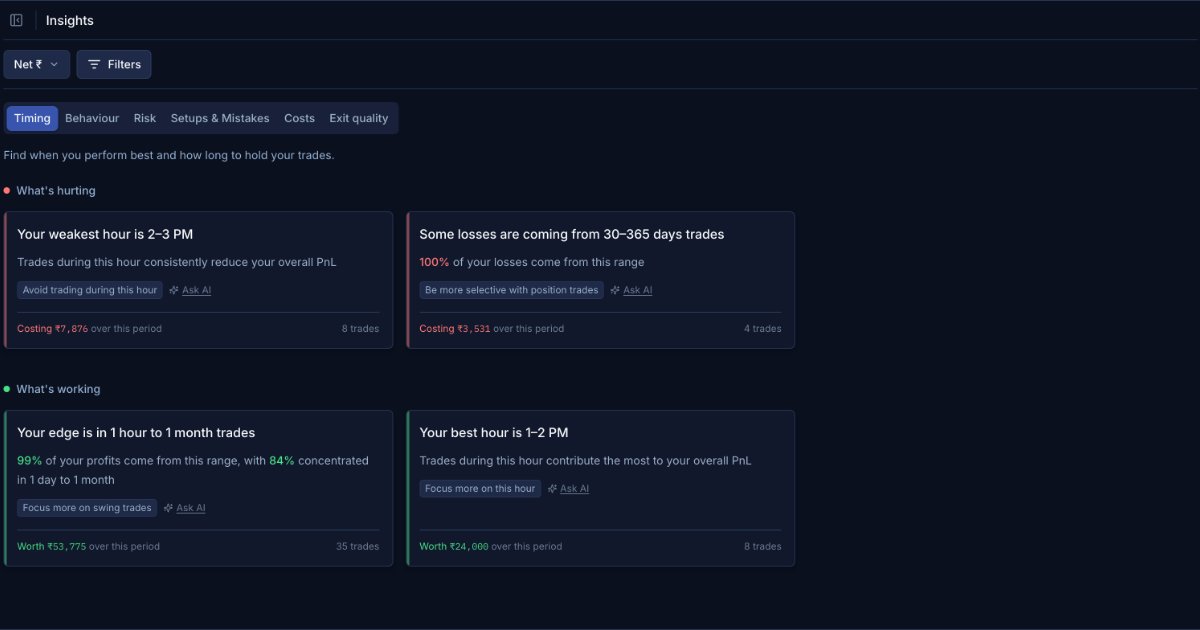 Insights
Net ₹
Filters
Timing
Behaviour
Risk
Setups & Mistakes
Costs
Exit quality
Find when you perform best and how long to hold your trades.
What's hurting
Your weakest hour is 2–3 PM
Trades during this hour consistently reduce your overall PnL
Avoid trading during this hour
Ask AI
Costing ₹7,876 over this period
8 trades
Some losses are coming from 30–365 days trades
100% of your losses come from this range
Be more selective with position trades
Ask AI
Costing ₹3,531 over this period
4 trades
What's working
Your edge is in 1 hour to 1 month trades
99% of your profits come from this range, with 84% concentrated
in 1 day to 1 month
Focus more on swing trades
Ask AI
Worth ₹53,775 over this period
35 trades
Your best hour is 1–2 PM
Trades during this hour contribute the most to your overall PnL
Focus more on this hour
Ask AI
Worth ₹24,000 over this period
8 trades